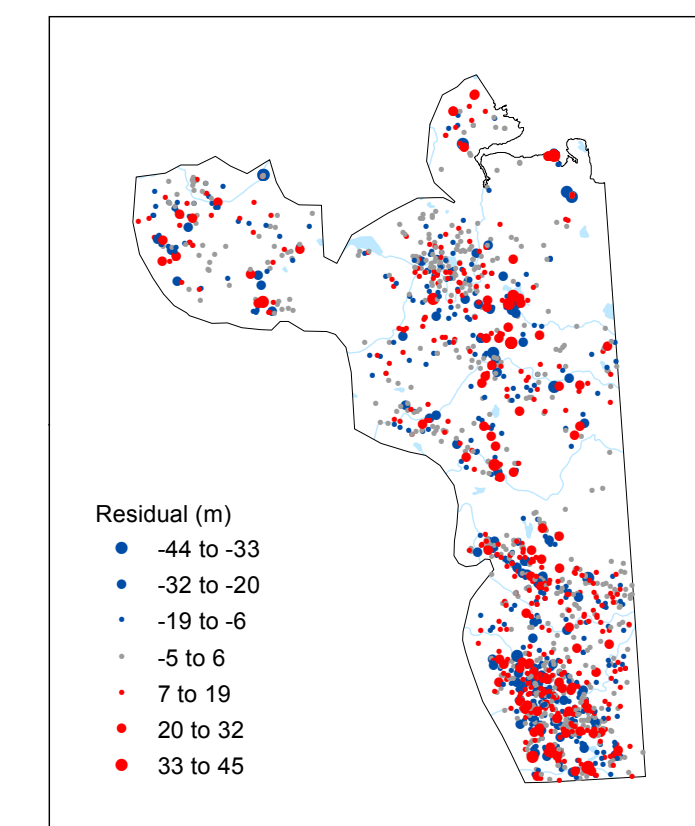 Residual (m)
-44 to -33
-32 to -20
-19 to -6
-5 to 6
7 to 19
20 to 32
33 to 45